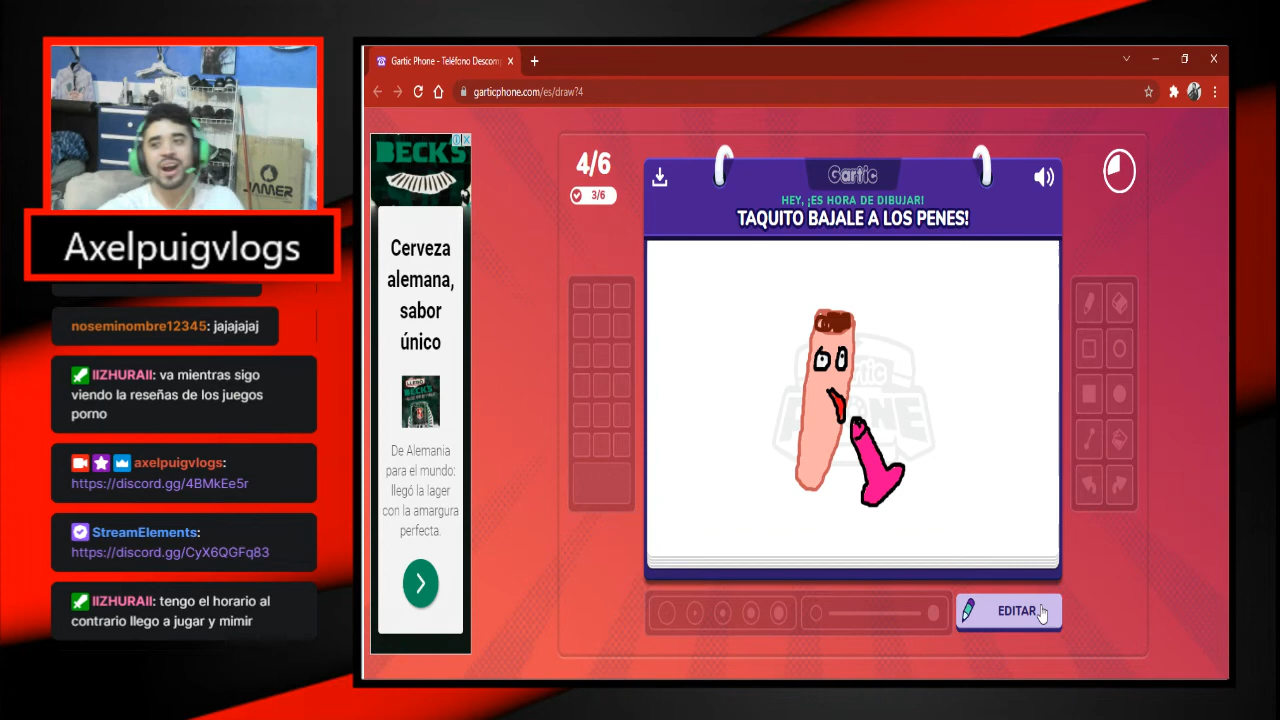 Axelpuigvlogs
noseminombre12345: jajajajaj
IIZHURAII: va mientras sigo
viendo la reseñas de los juegos
porno
axelpuigvlogs:
https://discord.gg/4BMkEe5r
StreamElements:
https://discord.gg/CyX6QGFq83
IIZHURAII: tengo el horario al
contrario llego a jugar y mimir
JAMER
Gartic Phone - Teléfono Descom
garticphone.com/es/draw?4
BECK'S
Cerveza
alemana,
sabor
único
BECK'S
De Alemania
para el mundo:
llegó la lager
con la amargura
perfecta.
4/6
3/6
Gartic
HEY, ¡ES HORA DE DIBUJAR!
TAQUITO BAJALE A LOS PENES!
EDITAR